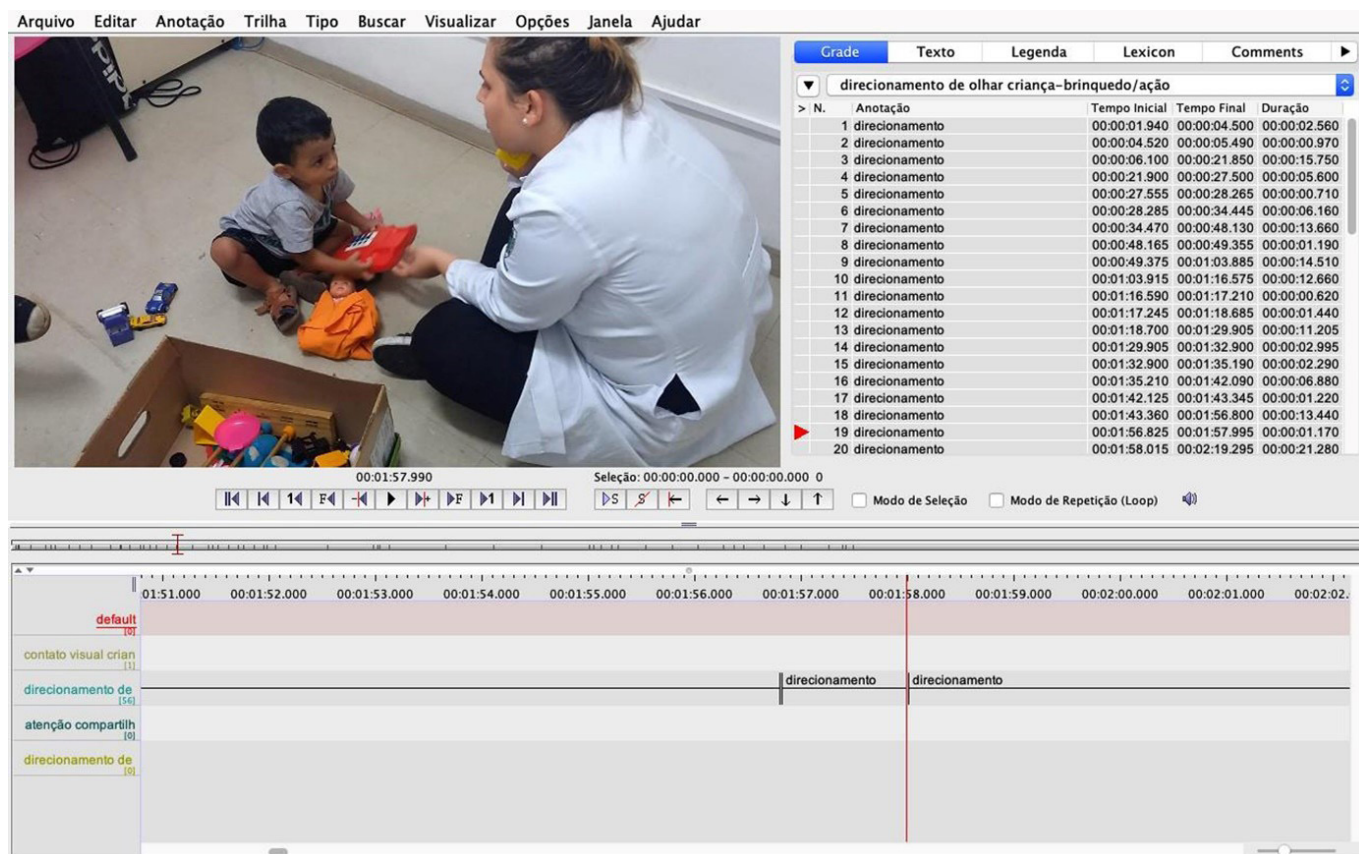 Arquivo Editar Anotação Trilha Tipo Buscar Visualizar Opções Janela Ajudar
Grade Texto Legenda Lexicon Comments
direcionamento de olhar criança-brinquedo/ação
> N. Anotação Tempo Inicial Tempo Final Duração
1 direcionamento 00:00:01.940 00:00:04.500 00:00:02.560
2 direcionamento 00:00:04.520 00:00:05.490 00:00:00.970
3 direcionamento 00:00:06.100 00:00:21.850 00:00:15.750
4 direcionamento 00:00:21.900 00:00:27.500 00:00:05.600
5 direcionamento 00:00:27.555 00:00:28.265 00:00:00.710
6 direcionamento 00:00:28.285 00:00:34.445 00:00:06.160
7 direcionamento 00:00:34.470 00:00:48.130 00:00:13.660
8 direcionamento 00:00:48.165 00:00:49.355 00:00:01.190
9 direcionamento 00:00:49.375 00:01:03.885 00:00:14.510
10 direcionamento 00:01:03.915 00:01:16.575 00:00:12.660
11 direcionamento 00:01:16.590 00:01:17.210 00:00:00.620
12 direcionamento 00:01:17.245 00:01:18.685 00:00:01.440
13 direcionamento 00:01:18.700 00:01:29.905 00:00:11.205
14 direcionamento 00:01:29.905 00:01:32.900 00:00:02.995
15 direcionamento 00:01:32.900 00:01:35.190 00:00:02.290
16 direcionamento 00:01:35.210 00:01:42.090 00:00:06.880
17 direcionamento 00:01:42.125 00:01:43.345 00:00:01.220
18 direcionamento 00:01:43.360 00:01:56.800 00:00:13.440
19 direcionamento 00:01:56.825 00:01:57.995 00:00:01.170
20 direcionamento 00:01:58.015 00:02:19.295 00:00:21.280
00:01:57.990 Seleção: 00:00:00.000 - 00:00:00.000 0
1 F F 1 S S Modo de Seleção Modo de Repetição (Loop)
01:51.000 00:01:52.000 00:01:53.000 00:01:54.000 00:01:55.000 00:01:56.000 00:01:57.000 00:01:58.000 00:01:59.000 00:02:00.000 00:02:01.000 00:02:02.
default
[0]
contato visual crian
[1]
direcionamento de direcionamento direcionamento
[56]
atenção compartilh
[0]
direcionamento de
[0]